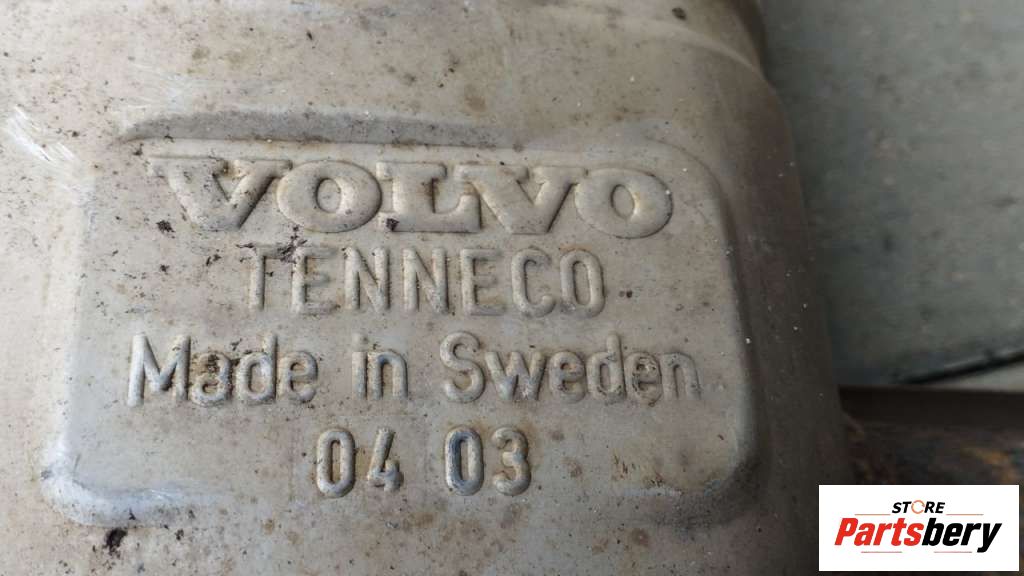 VOLVO
TENNECO
Made in Sweden
04 03
STORE
Partsbery